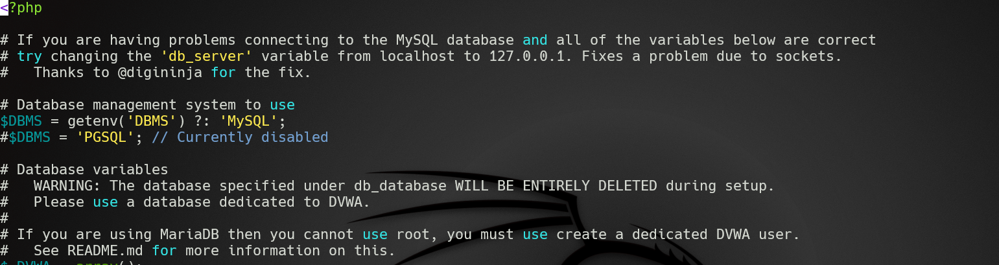 <?php

# If you are having problems connecting to the MySQL database and all of the variables below are correct
# try changing the 'db_server' variable from localhost to 127.0.0.1. Fixes a problem due to sockets.
#   Thanks to @digininja for the fix.

# Database management system to use
$DBMS = getenv('DBMS') ?: 'MySQL';
#$DBMS = 'PGSQL'; // Currently disabled

# Database variables
#   WARNING: The database specified under db_database WILL BE ENTIRELY DELETED during setup.
#   Please use a database dedicated to DVWA.
#
# If you are using MariaDB then you cannot use root, you must use create a dedicated DVWA user.
#   See README.md for more information on this.